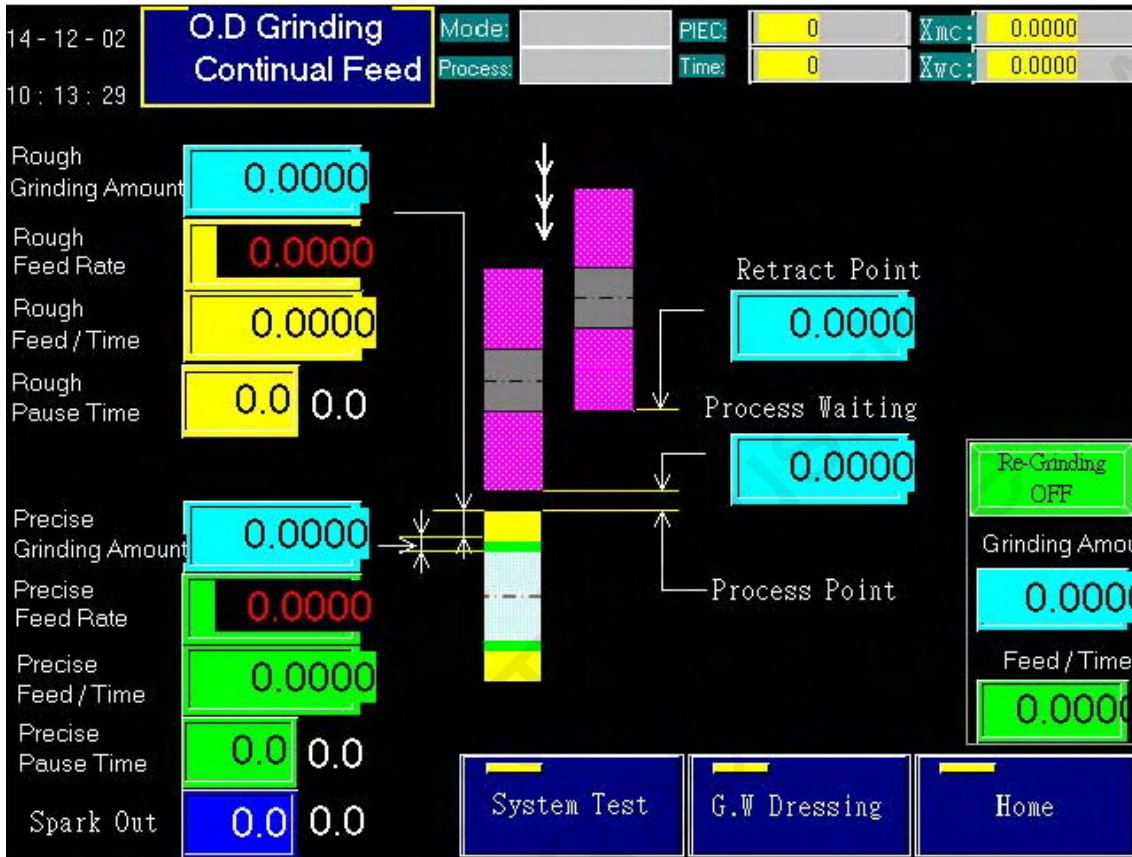 14 - 12 - 02
10 : 13 : 29
O.D Grinding
Continual Feed
Mode:
Process:
PIEC: 0
Time: 0
Xmc: 0.0000
Xwc: 0.0000
Rough
Grinding Amount 0.0000
Rough
Feed Rate 0.0000
Rough
Feed / Time 0.0000
Rough
Pause Time 0.0 0.0
Precise
Grinding Amount 0.0000
Precise
Feed Rate 0.0000
Precise
Feed / Time 0.0000
Precise
Pause Time 0.0 0.0
Spark Out 0.0 0.0
Retract Point
0.0000
Process Waiting
0.0000
Process Point
Re-Grinding
OFF
Grinding Amou
0.000
Feed / Time
0.000
System Test
G.W Dressing
Home